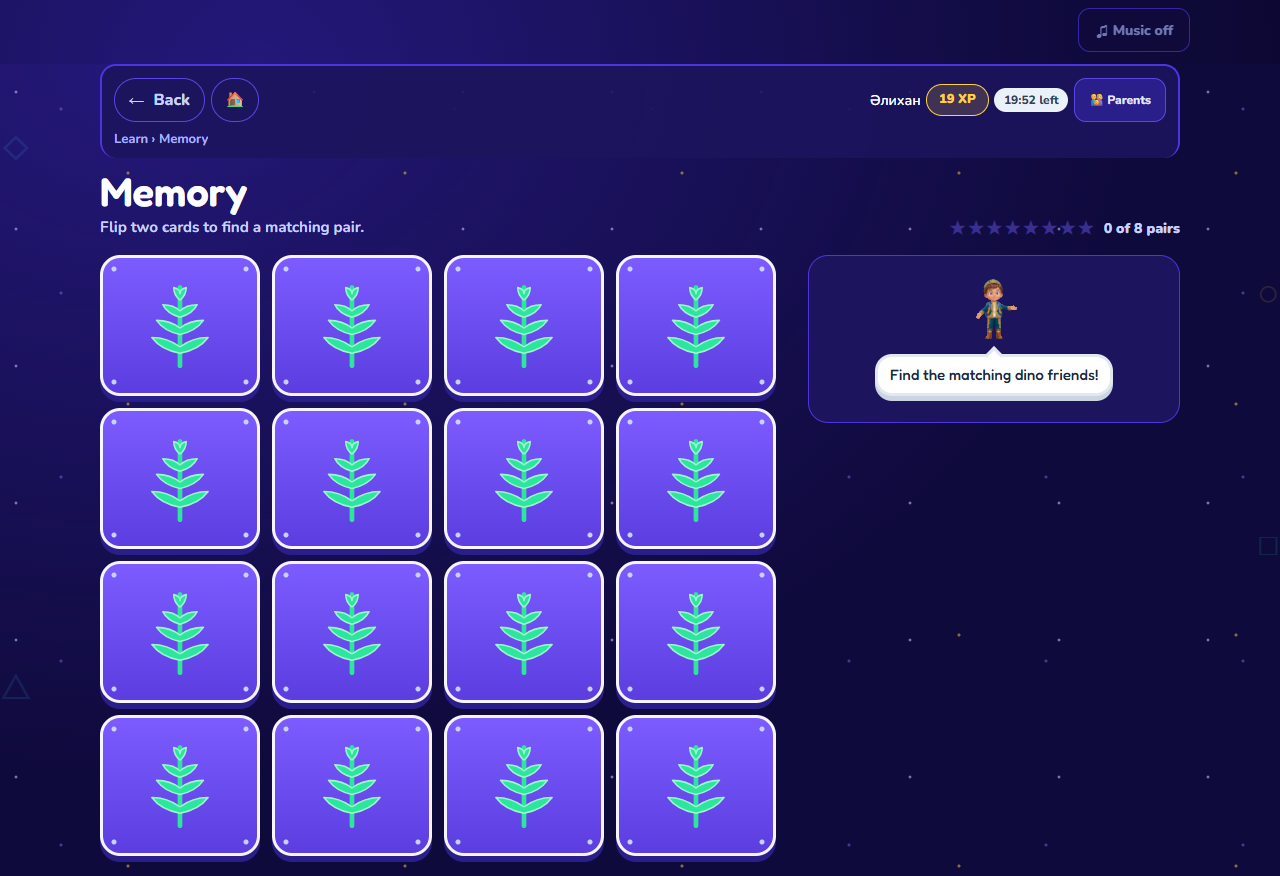 Music off
← Back
Әлихан
19 XP
19:52 left
Parents
Learn › Memory
Memory
Flip two cards to find a matching pair.
0 of 8 pairs
Find the matching dino friends!